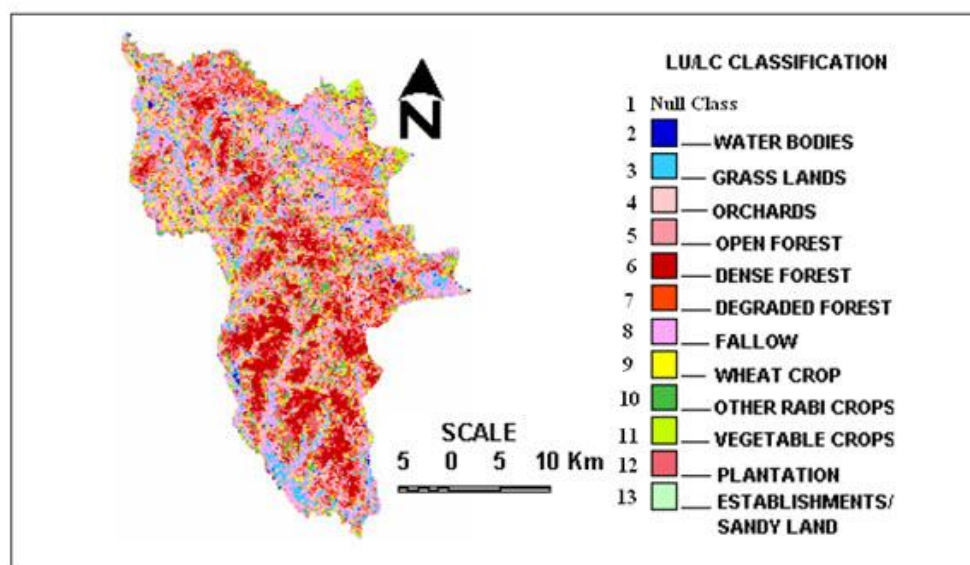 LU/LC CLASSIFICATION
1 Null Class
2 WATER BODIES
3 GRASS LANDS
4 ORCHARDS
5 OPEN FOREST
6 DENSE FOREST
7 DEGRADED FOREST
8 FALLOW
9 WHEAT CROP
10 OTHER RABI CROPS
11 VEGETABLE CROPS
12 PLANTATION
13 ESTABLISHMENTS/
SANDY LAND
N
SCALE
5 0 5 10 Km